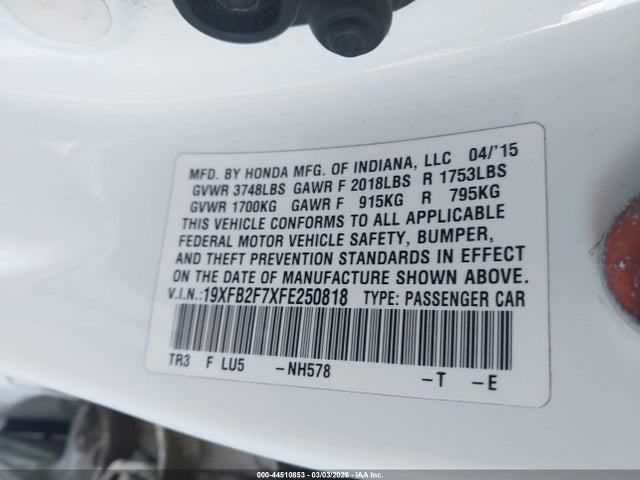 MFD. BY HONDA MFG. OF INDIANA, LLC 04/'15
GVWR 3748LBS GAWR F 2018LBS R 1753LBS
GVWR 1700KG GAWR F 915KG R 795KG
THIS VEHICLE CONFORMS TO ALL APPLICABLE
FEDERAL MOTOR VEHICLE SAFETY, BUMPER,
AND THEFT PREVENTION STANDARDS IN EFFECT
ON THE DATE OF MANUFACTURE SHOWN ABOVE.
V.I.N.:19XFB2F7XFE250818 TYPE: PASSENGER CAR
TR3 F LU5 -NH578 -T -E
000-44510853 - 03/03/2026 - IAA Inc.